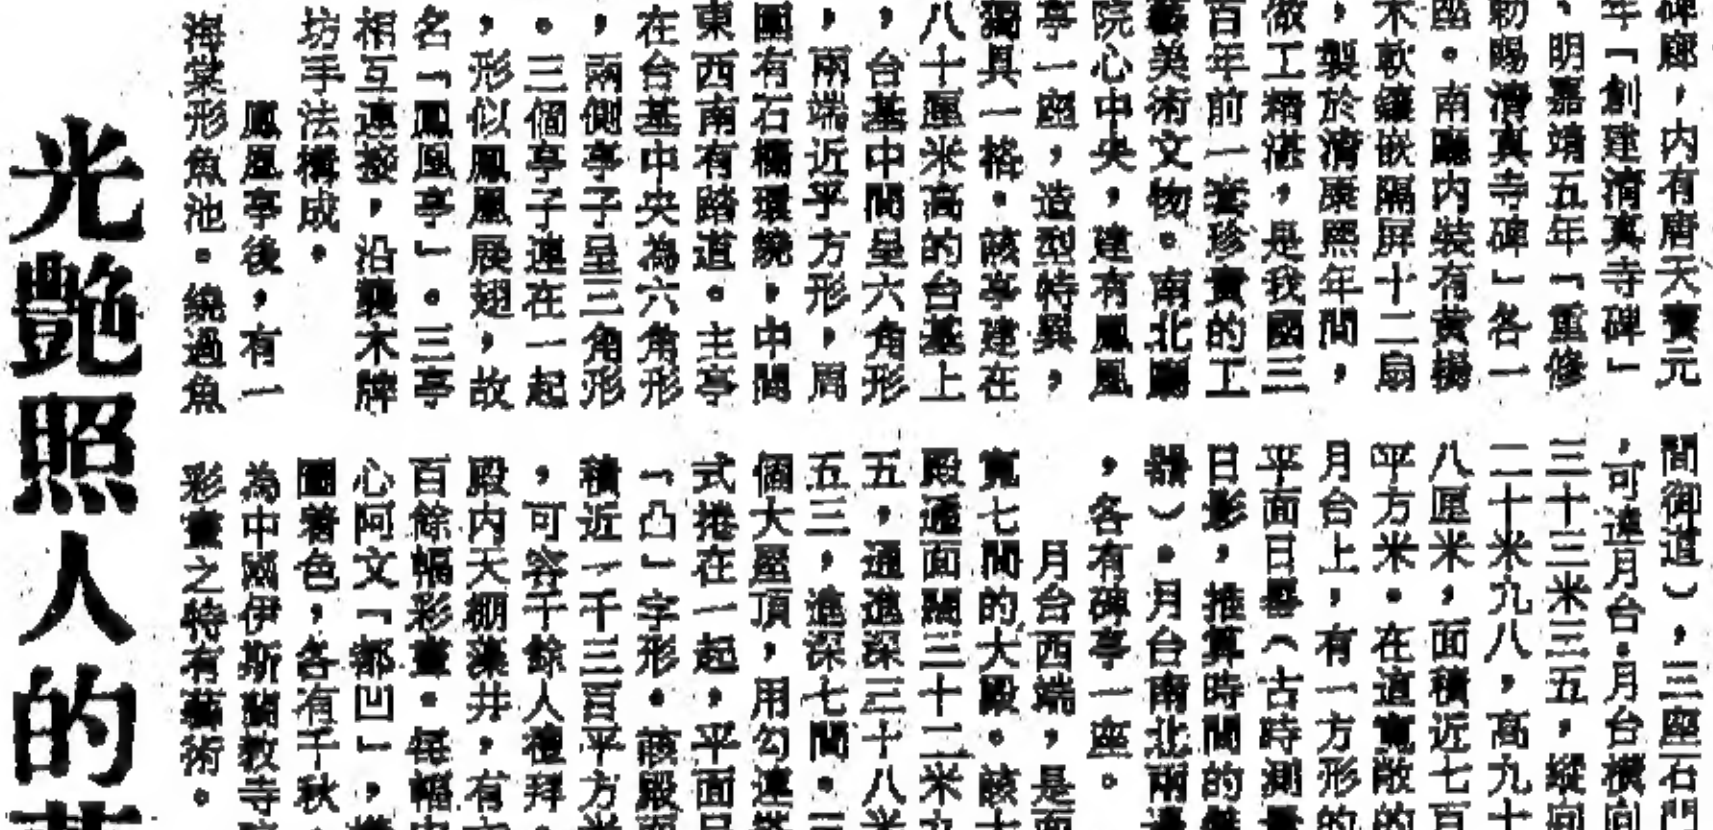 碑廊，內有唐天寶元
年「創建清真寺碑」
、明嘉靖五年「重修
勅賜清真寺碑」各一
座。南廳內裝有黃楊
木軟鑲嵌隔屏十二扇
，製於清康熙年間，
做工精湛，是我國三
百年前一套珍貴的工
藝美術文物。南北廳
院心中央，建有鳳凰
亭一座，造型特異，
獨具一格。該亭建在
八十厘米高的台基上
，台基中間呈六角形
，兩端近乎方形，周
圍有石欄環繞，中間
東西南有踏道。主亭
在台基中央為六角形
，兩側亭子呈三角形
。三個亭子連在一起
，形似鳳凰展翅，故
名「鳳凰亭」。三亭
相互連接，沿襲木牌
坊手法構成。
鳳凰亭後，有一
海棠形魚池。繞過魚
間御道），三座石門
，可達月台。月台橫向
三十三米三五，縱向
二十米九八，高九十
八厘米，面積近七百
平方米。在這寬敞的
月台上，有一方形的
平面日晷（古時測量
日影，推算時間的儀
器）。月台南北兩邊
，各有碑亭一座。
月台西端，是面
寬七間的大殿。該大
殿通面闊三十二米九
五，通進深三十八米
五三，進深七間。二
個大屋頂，用勾連搭
式捲在一起，平面呈
「凸」字形。該殿面
積近一千三百平方米
，可容千餘人禮拜。
殿內天棚藻井，有六
百餘幅彩畫。每幅中
心阿文「都凹」，
圍着色，各有千秋，
為中國伊斯蘭教寺院
彩畫之特有藝術。
光艷照人的